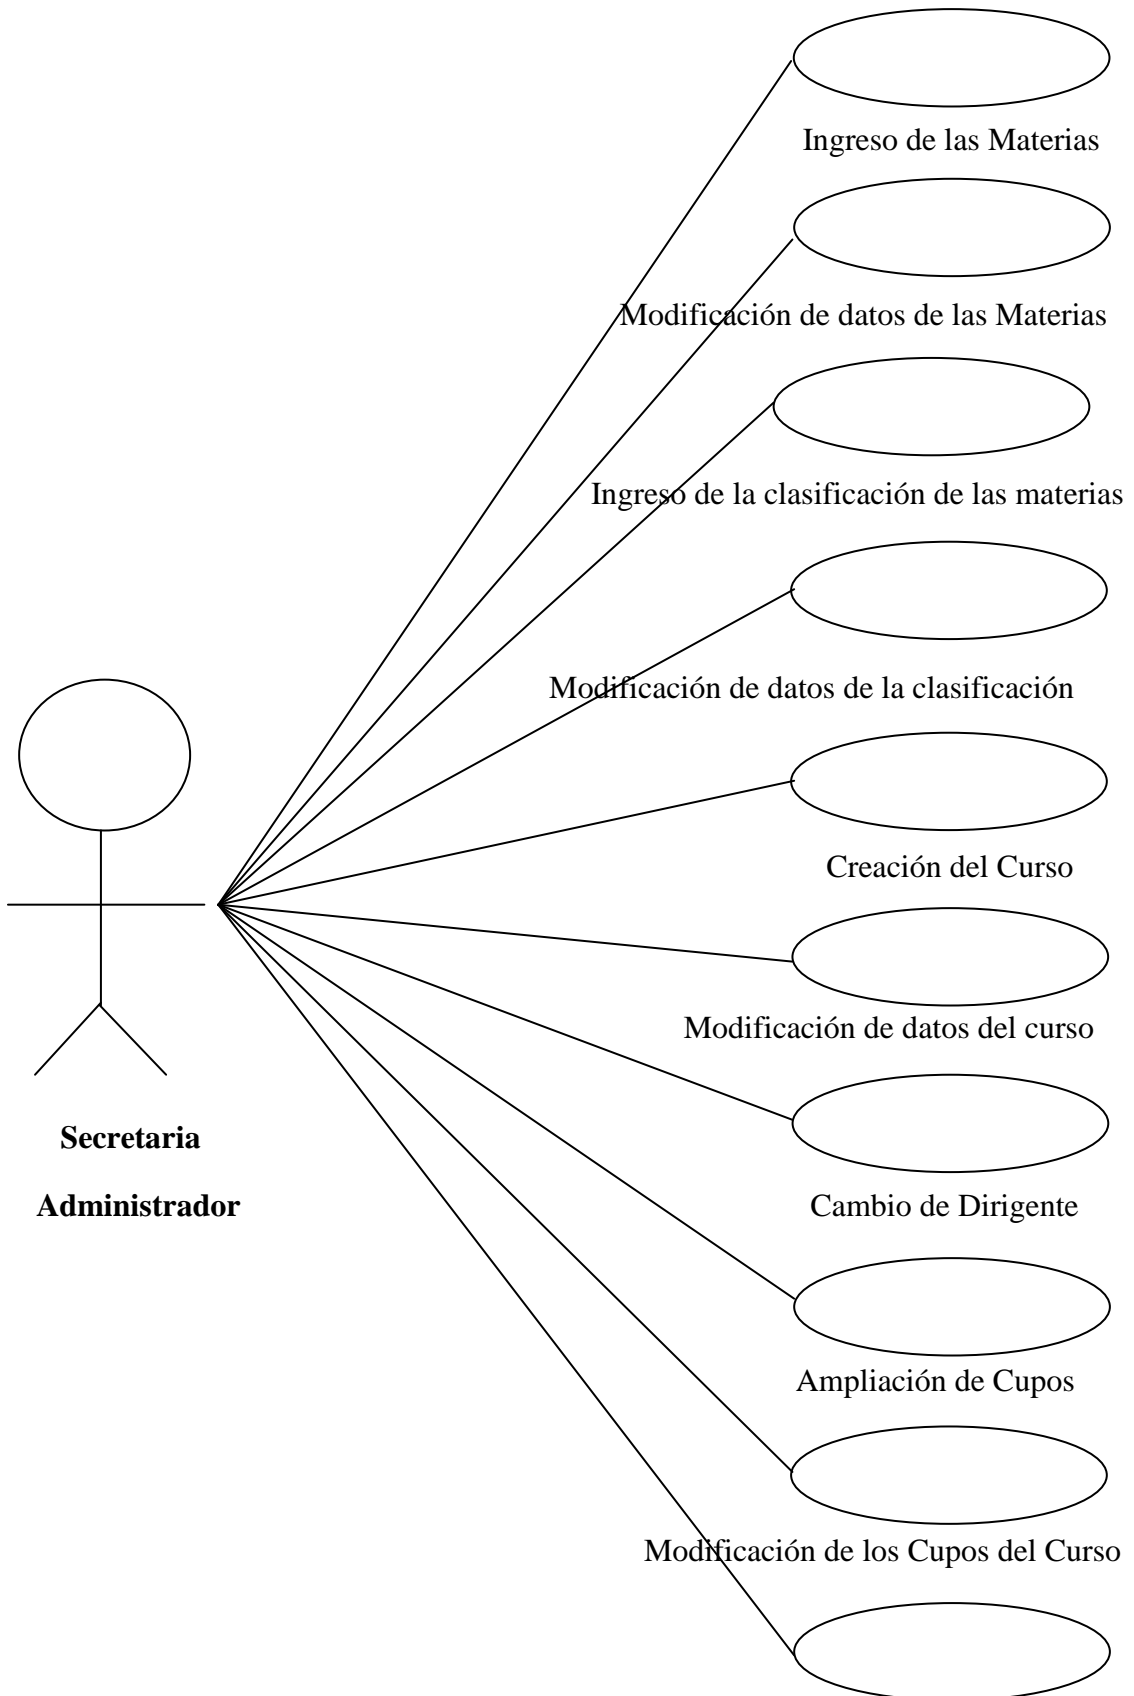 Ingreso de las Materias
Modificación de datos de las Materias
Ingreso de la clasificación de las materias
Modificación de datos de la clasificación
Creación del Curso
Modificación de datos del curso
Secretaria
Administrador
Cambio de Dirigente
Ampliación de Cupos
Modificación de los Cupos del Curso